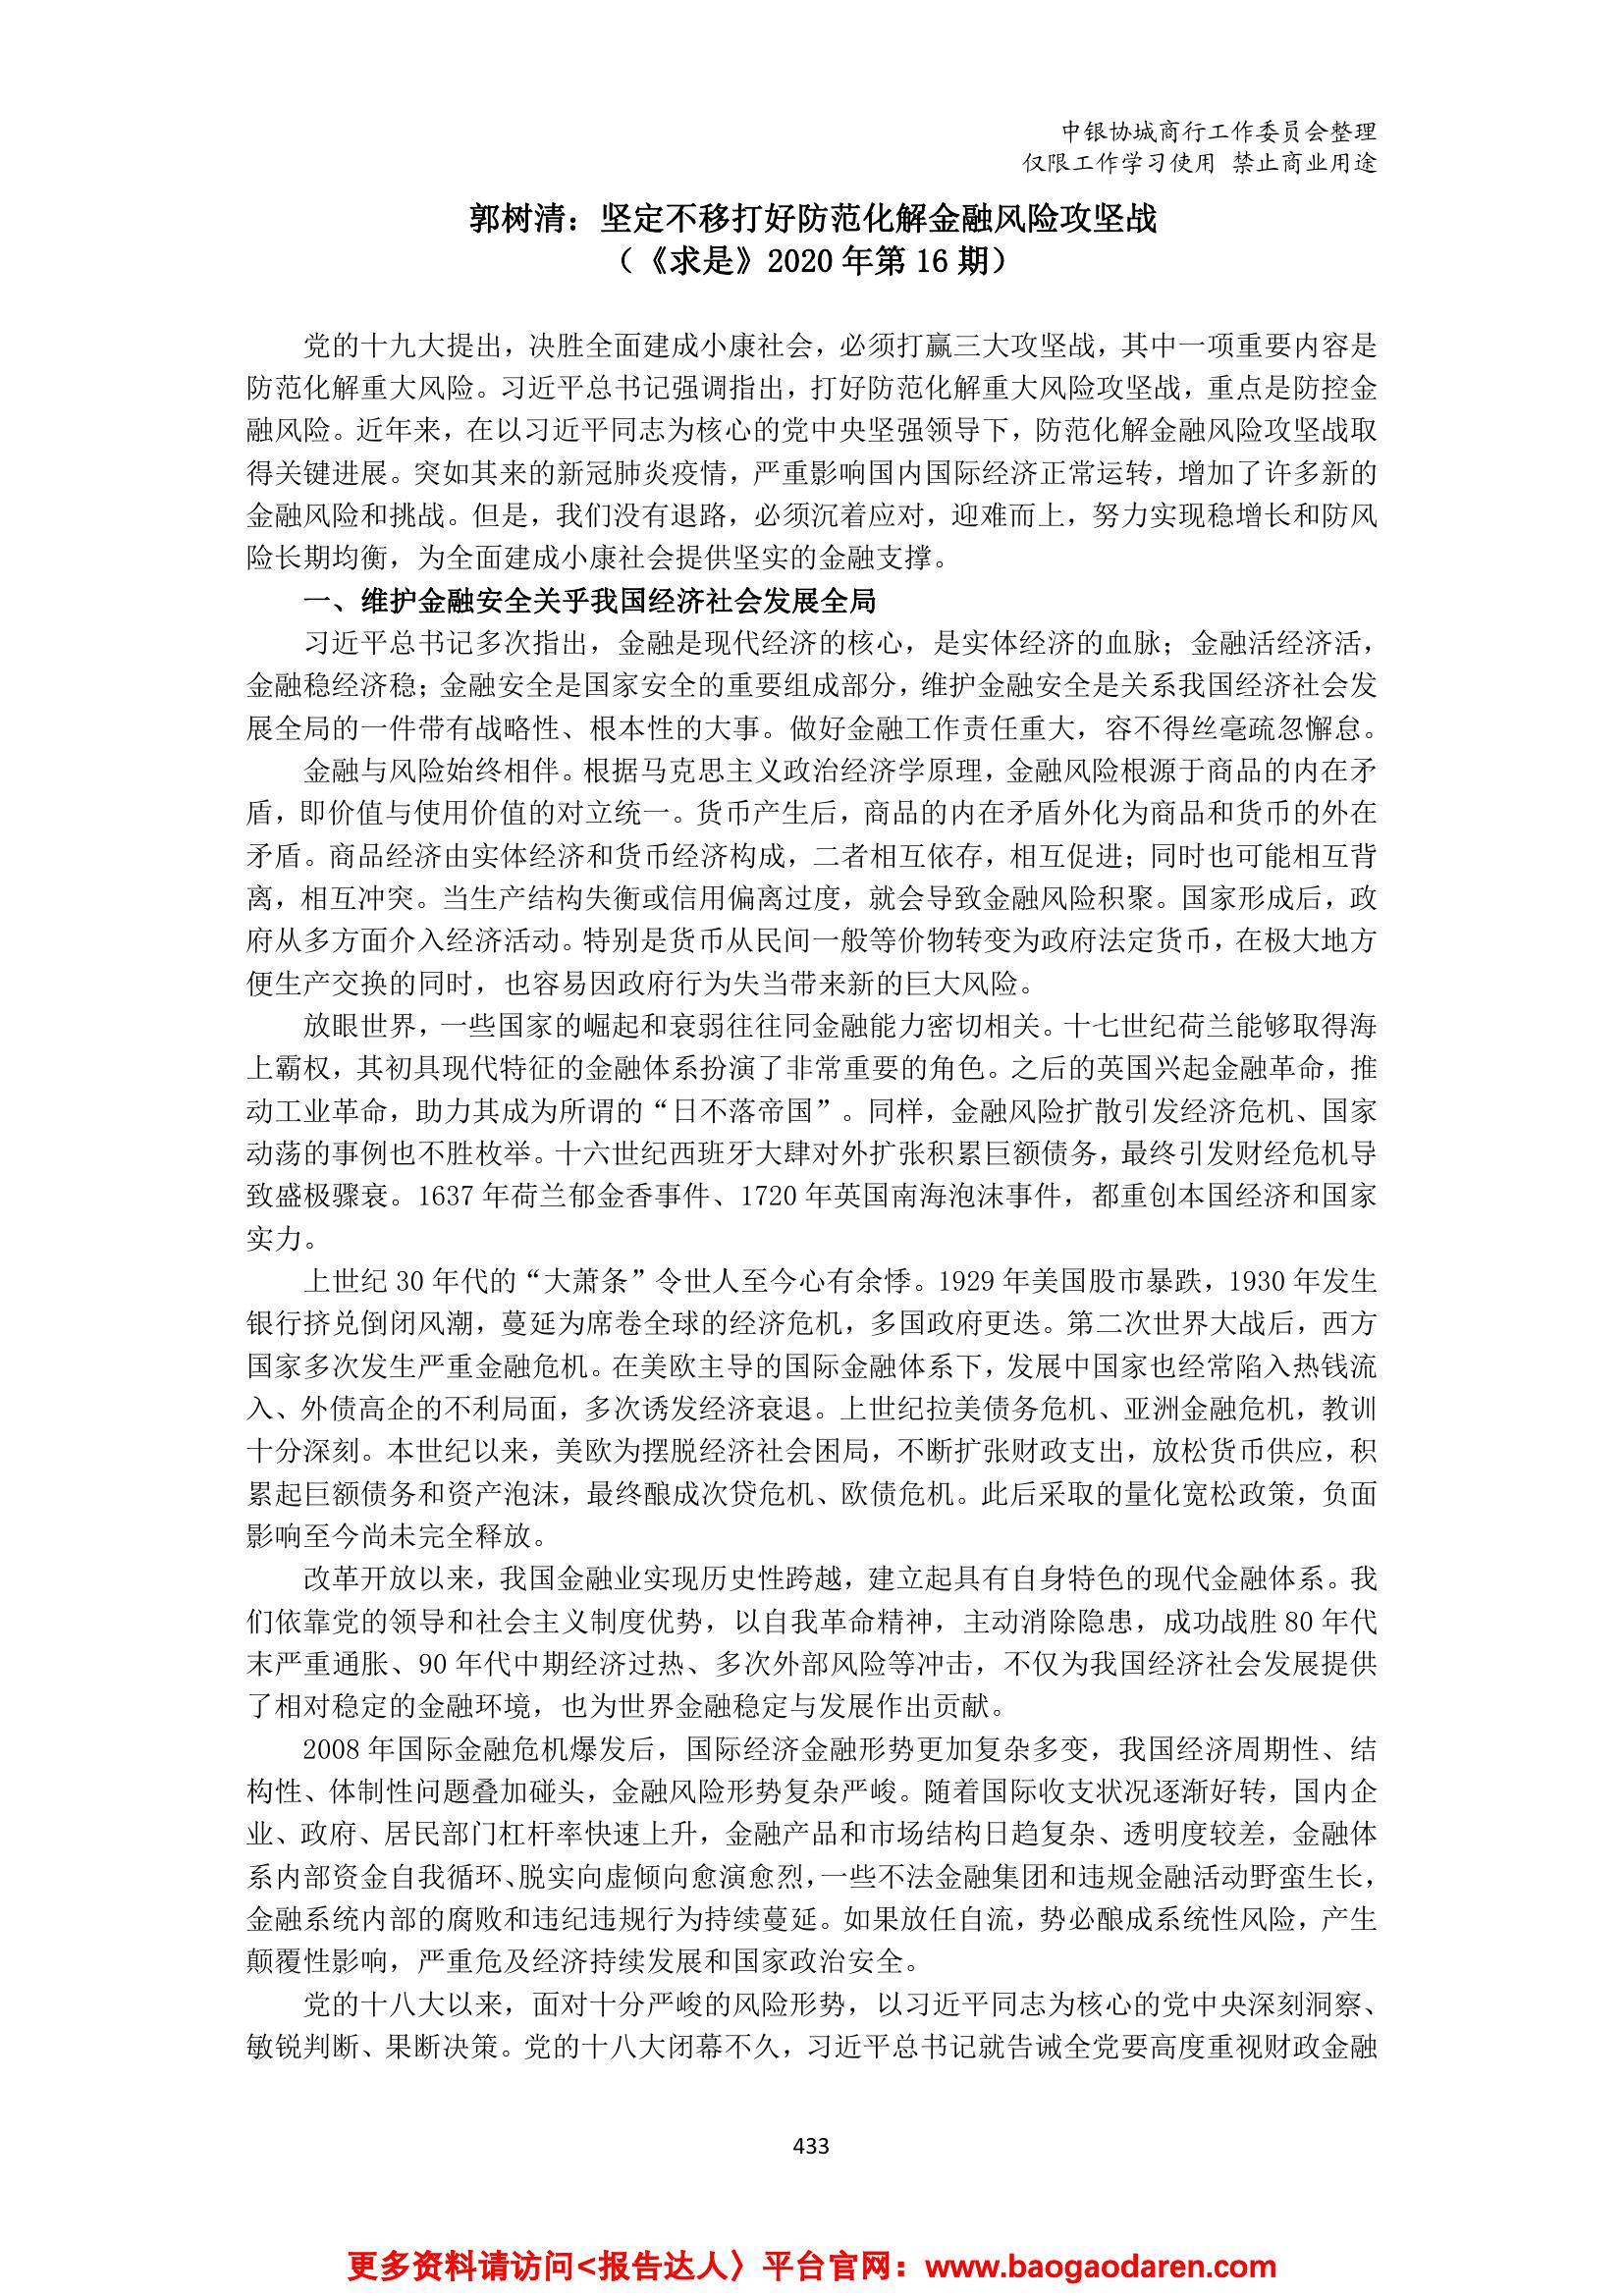 中银协城商行工作委员会整理
仅限工作学习使用 禁止商业用途
郭树清：坚定不移打好防范化解金融风险攻坚战
（《求是》2020 年第 16 期）
党的十九大提出，决胜全面建成小康社会，必须打赢三大攻坚战，其中一项重要内容是
防范化解重大风险。习近平总书记强调指出，打好防范化解重大风险攻坚战，重点是防控金
融风险。近年来，在以习近平同志为核心的党中央坚强领导下，防范化解金融风险攻坚战取
得关键进展。突如其来的新冠肺炎疫情，严重影响国内国际经济正常运转，增加了许多新的
金融风险和挑战。但是，我们没有退路，必须沉着应对，迎难而上，努力实现稳增长和防风
险长期均衡，为全面建成小康社会提供坚实的金融支撑。
一、维护金融安全关乎我国经济社会发展全局
习近平总书记多次指出，金融是现代经济的核心，是实体经济的血脉；金融活经济活，
金融稳经济稳；金融安全是国家安全的重要组成部分，维护金融安全是关系我国经济社会发
展全局的一件带有战略性、根本性的大事。做好金融工作责任重大，容不得丝毫疏忽懈怠。
金融与风险始终相伴。根据马克思主义政治经济学原理，金融风险根源于商品的内在矛
盾，即价值与使用价值的对立统一。货币产生后，商品的内在矛盾外化为商品和货币的外在
矛盾。商品经济由实体经济和货币经济构成，二者相互依存，相互促进；同时也可能相互背
离，相互冲突。当生产结构失衡或信用偏离过度，就会导致金融风险积聚。国家形成后，政
府从多方面介入经济活动。特别是货币从民间一般等价物转变为政府法定货币，在极大地方
便生产交换的同时，也容易因政府行为失当带来新的巨大风险。
放眼世界，一些国家的崛起和衰弱往往同金融能力密切相关。十七世纪荷兰能够取得海
上霸权，其初具现代特征的金融体系扮演了非常重要的角色。之后的英国兴起金融革命，推
动工业革命，助力其成为所谓的“日不落帝国”。同样，金融风险扩散引发经济危机、国家
动荡的事例也不胜枚举。十六世纪西班牙大肆对外扩张积累巨额债务，最终引发财经危机导
致盛极骤衰。1637 年荷兰郁金香事件、1720 年英国南海泡沫事件，都重创本国经济和国家
实力。
上世纪 30 年代的“大萧条”令世人至今心有余悸。1929 年美国股市暴跌，1930 年发生
银行挤兑倒闭风潮，蔓延为席卷全球的经济危机，多国政府更迭。第二次世界大战后，西方
国家多次发生严重金融危机。在美欧主导的国际金融体系下，发展中国家也经常陷入热钱流
入、外债高企的不利局面，多次诱发经济衰退。上世纪拉美债务危机、亚洲金融危机，教训
十分深刻。本世纪以来，美欧为摆脱经济社会困局，不断扩张财政支出，放松货币供应，积
累起巨额债务和资产泡沫，最终酿成次贷危机、欧债危机。此后采取的量化宽松政策，负面
影响至今尚未完全释放。
改革开放以来，我国金融业实现历史性跨越，建立起具有自身特色的现代金融体系。我
们依靠党的领导和社会主义制度优势，以自我革命精神，主动消除隐患，成功战胜 80 年代
末严重通胀、90 年代中期经济过热、多次外部风险等冲击，不仅为我国经济社会发展提供
了相对稳定的金融环境，也为世界金融稳定与发展作出贡献。
2008 年国际金融危机爆发后，国际经济金融形势更加复杂多变，我国经济周期性、结
构性、体制性问题叠加碰头，金融风险形势复杂严峻。随着国际收支状况逐渐好转，国内企
业、政府、居民部门杠杆率快速上升，金融产品和市场结构日趋复杂、透明度较差，金融体
系内部资金自我循环、脱实向虚倾向愈演愈烈，一些不法金融集团和违规金融活动野蛮生长，
金融系统内部的腐败和违纪违规行为持续蔓延。如果放任自流，势必酿成系统性风险，产生
颠覆性影响，严重危及经济持续发展和国家政治安全。
党的十八大以来，面对十分严峻的风险形势，以习近平同志为核心的党中央深刻洞察、
敏锐判断、果断决策。党的十八大闭幕不久，习近平总书记就告诫全党要高度重视财政金融
433
更多资料请访问<报告达人〉平台官网：www.baogaodaren.com